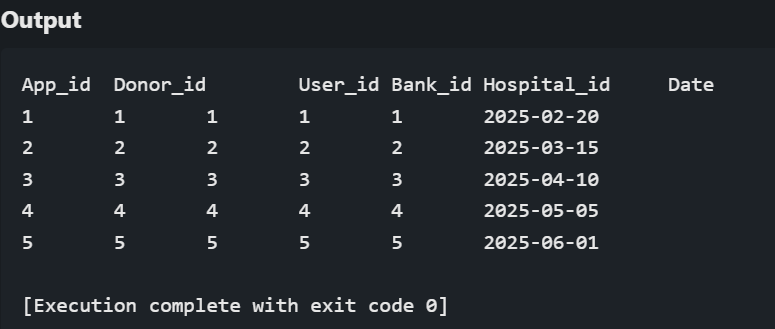 Output
App_id Donor_id User_id Bank_id Hospital_id Date
1 1 1 1 1 2025-02-20
2 2 2 2 2 2025-03-15
3 3 3 3 3 2025-04-10
4 4 4 4 4 2025-05-05
5 5 5 5 5 2025-06-01
[Execution complete with exit code 0]